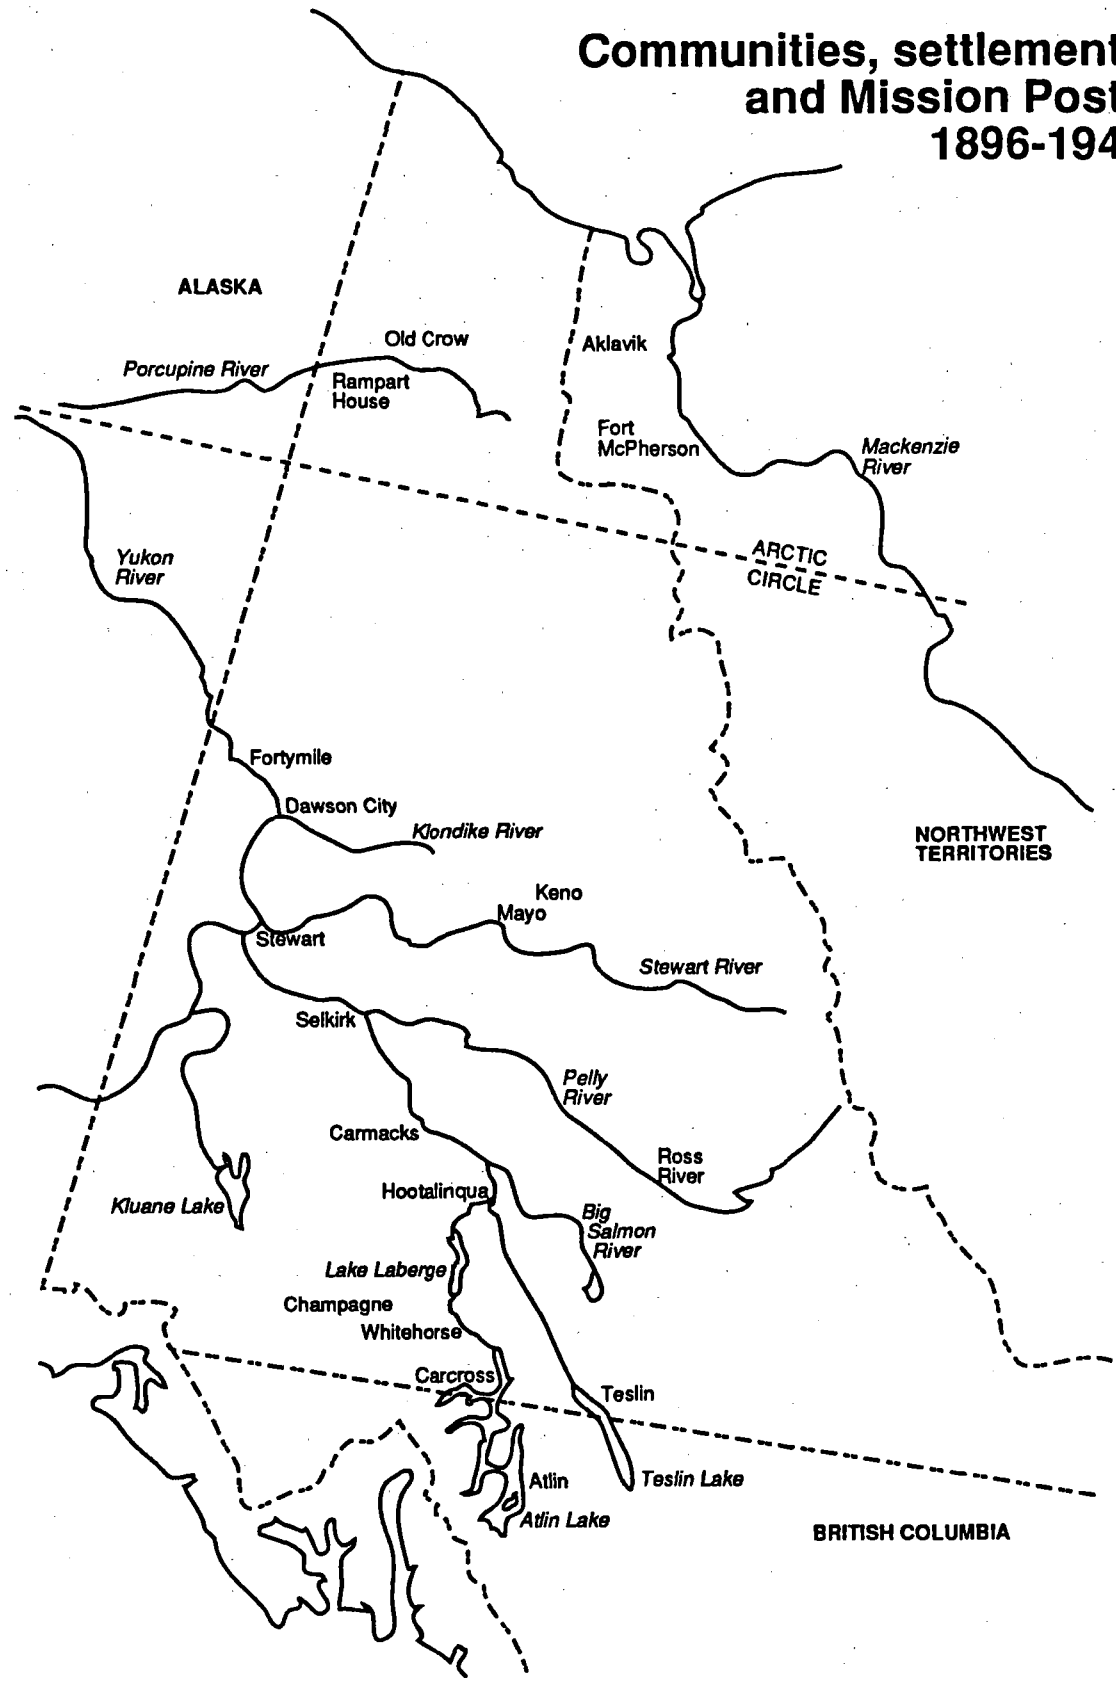 Communities, settlement
and Mission Post
1896-194
ALASKA
Old Crow
Aklavik
Porcupine River
Rampart
House
Fort
McPherson
Mackenzie
River
ARCTIC
CIRCLE
Yukon
River
Fortymile
Dawson City
Klondike River
NORTHWEST
TERRITORIES
Keno
Mayo
Stewart
Stewart River
Selkirk
Pelly
River
Carmacks
Ross
River
Hootalinqua
Kluane Lake
Big
Salmon
River
Lake Laberge
Champagne
Whitehorse
Carcross
Teslin
Atlin
Teslin Lake
Atlin Lake
BRITISH COLUMBIA